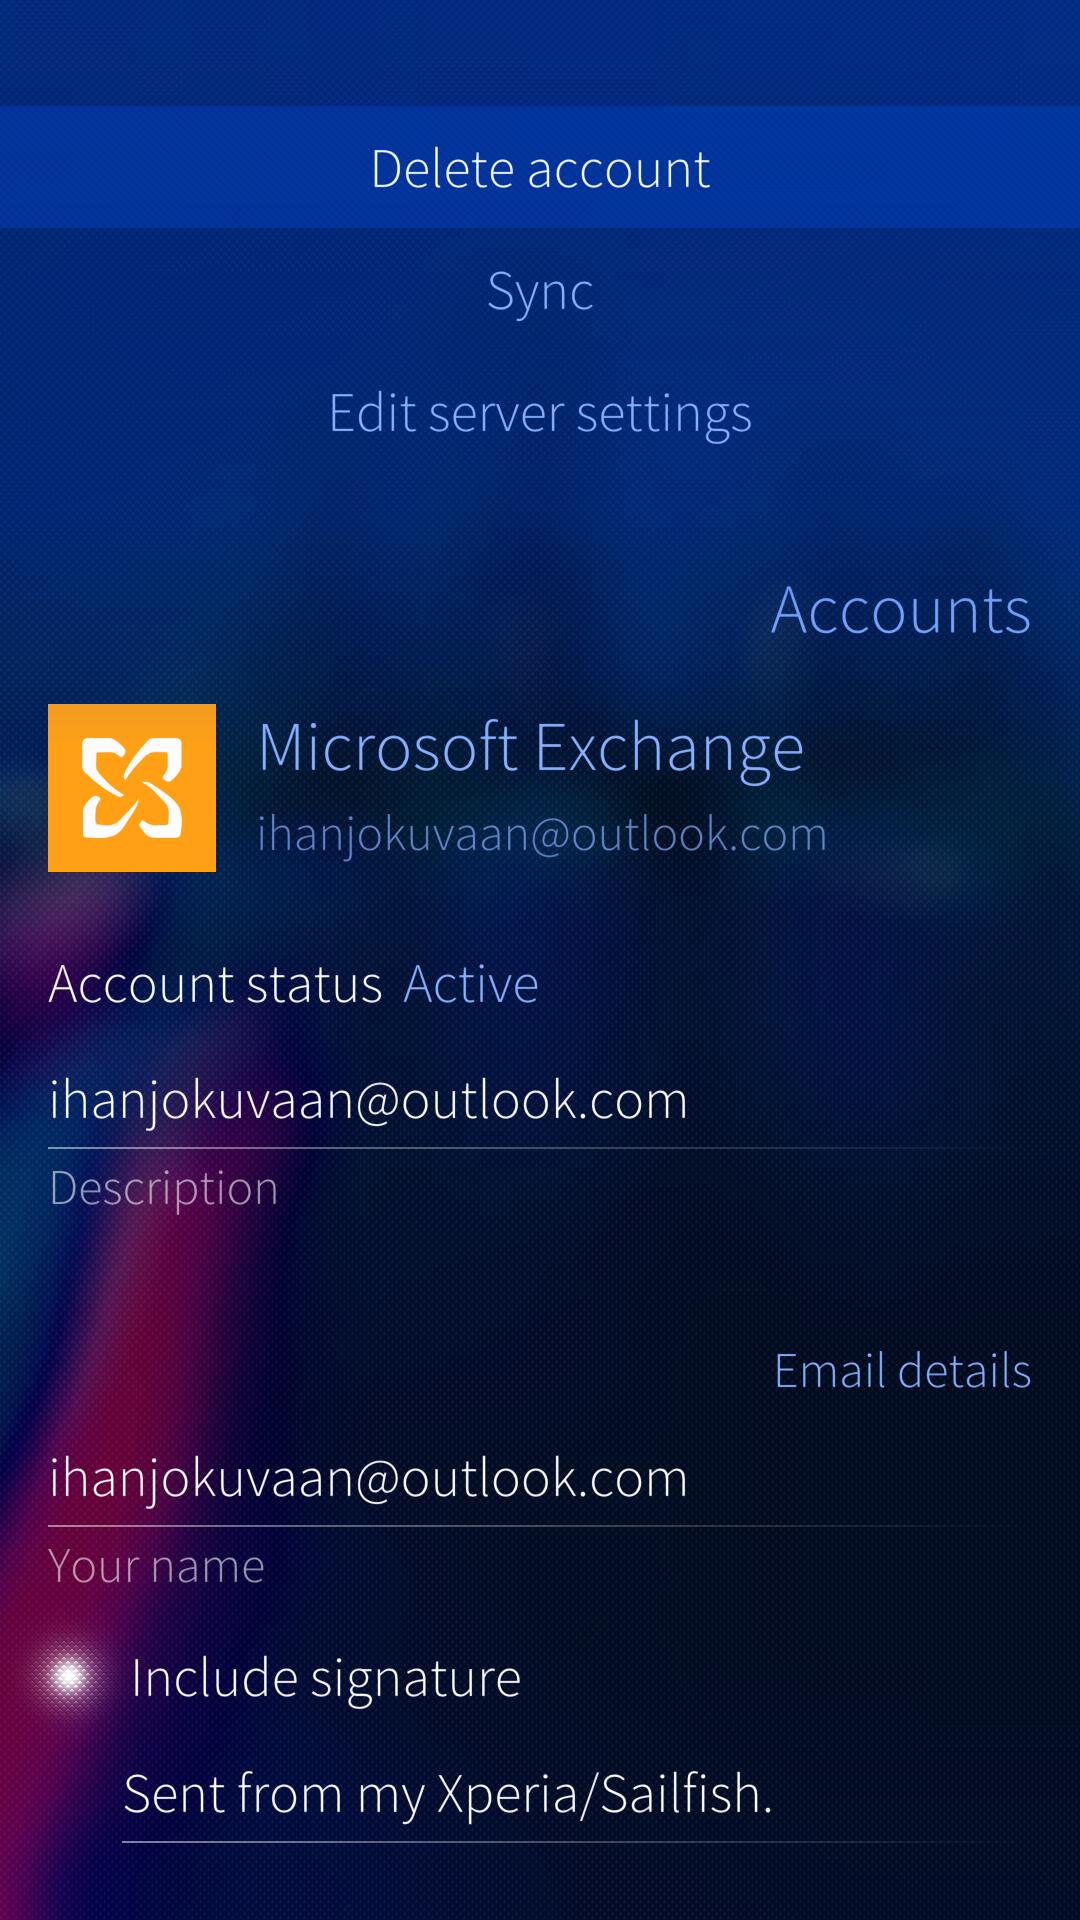 Delete account
Sync
Edit server settings
Accounts
Microsoft Exchange
ihanjokuvaan@outlook.com
Account status Active
ihanjokuvaan@outlook.com
Description
Email details
ihanjokuvaan@outlook.com
Your name
Include signature
Sent from my Xperia/Sailfish.